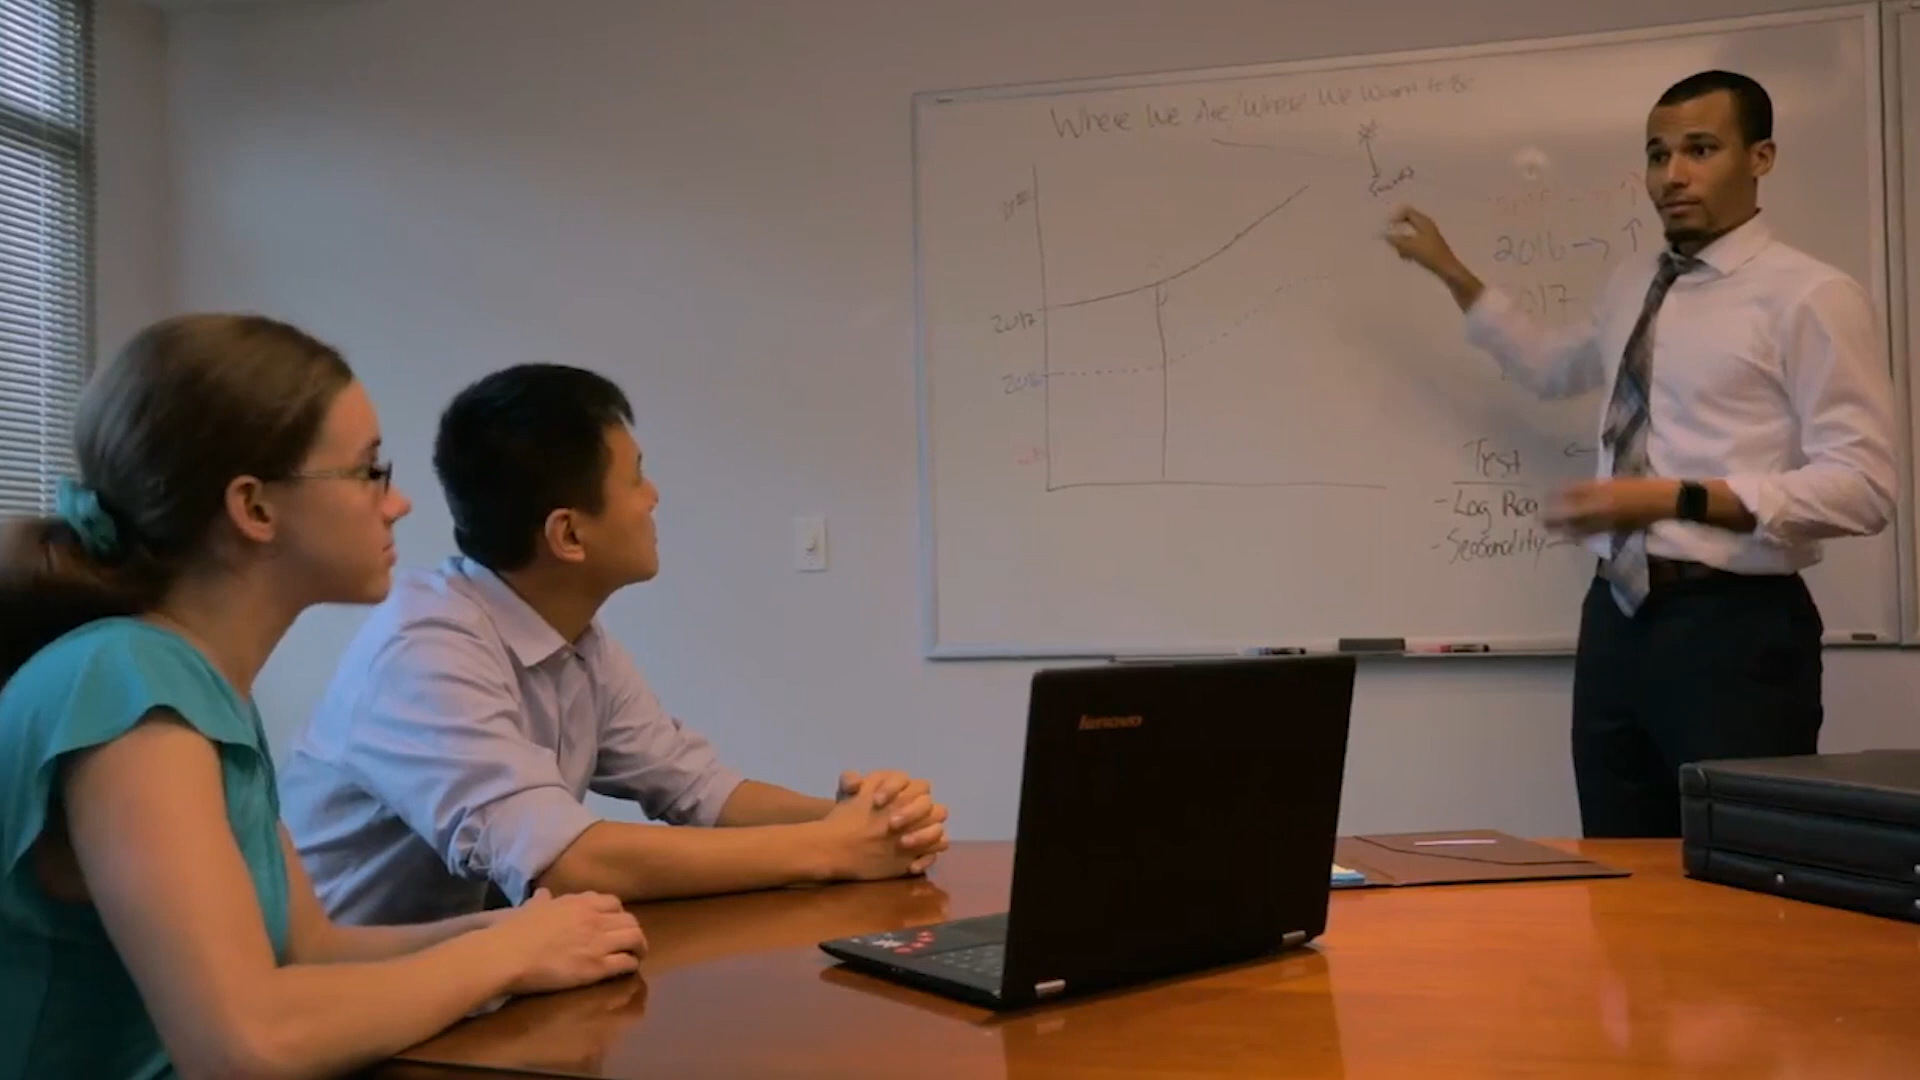 Where We Are/Where We Want to Be
2016 → ↑
2017
2017
2016
Test
- Log Reg
- Seasonality
lenovo